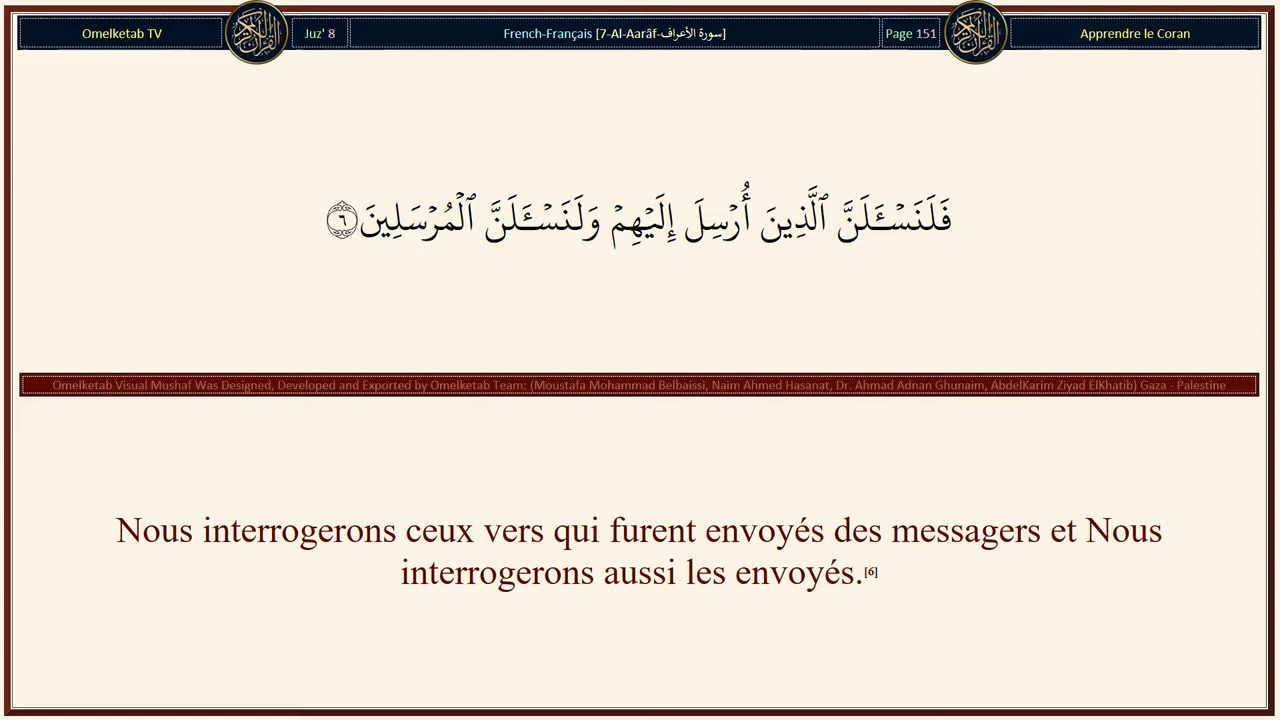 Omelketab TV
Juz' 8
French-Français [7-Al-Aarâf-سورة الأعراف]
Page 151
Apprendre le Coran
فَلَنَسْـَٔلَنَّ ٱلَّذِينَ أُرْسِلَ إِلَيْهِمْ وَلَنَسْـَٔلَنَّ ٱلْمُرْسَلِينَ ٦
Omelketab Visual Mushaf Was Designed, Developed and Exported by Omelketab Team: (Moustafa Mohammad Belbaissi, Naim Ahmed Hasanat, Dr. Ahmad Adnan Ghunaim, AbdelKarim Ziyad ElKhatib) Gaza - Palestine
Nous interrogerons ceux vers qui furent envoyés des messagers et Nous
interrogerons aussi les envoyés.[6]